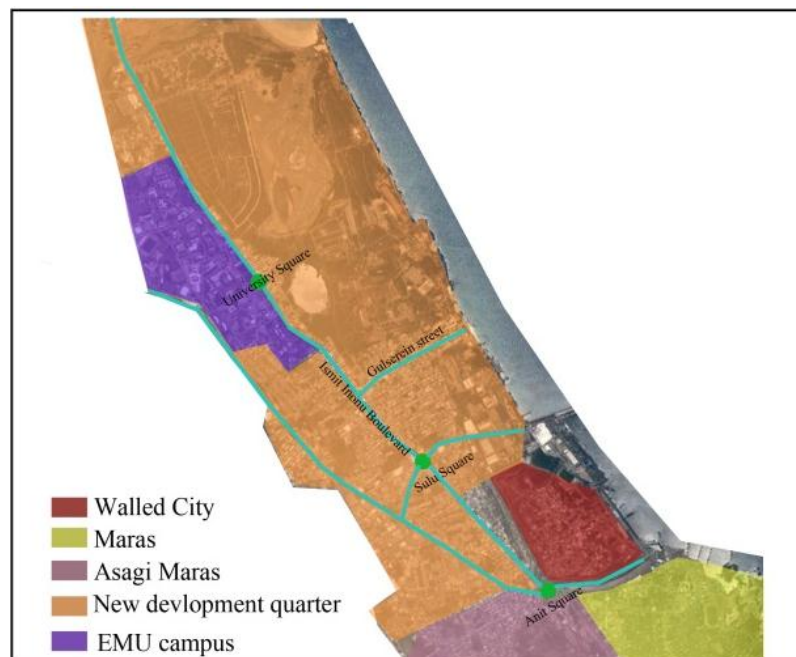 University Square
Gulserein street
Ismit Inonu Boulevard
Sulu Square
Anit Square
Walled City
Maras
Asagi Maras
New devlopment quarter
EMU campus